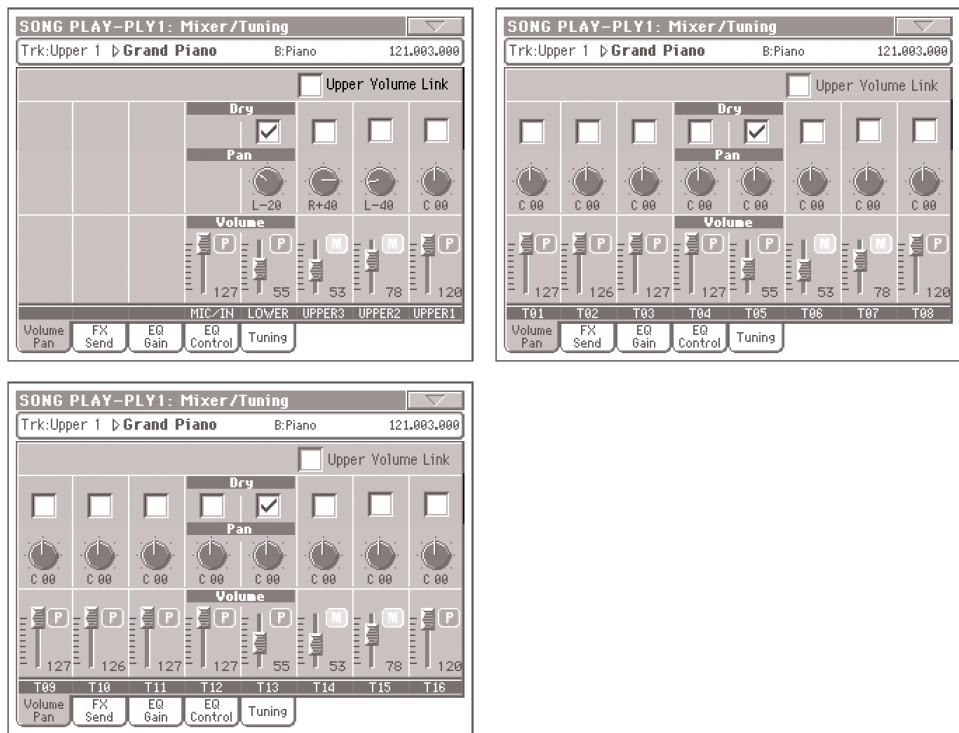 SONG PLAY-PLY1: Mixer/Tuning
Trk:Upper 1 ▷Grand Piano B:Piano 121.003.000
Upper Volume Link
Dry
Pan
L-20 R+40 L-40 C 00
Volume
P P M M P
127 55 53 78 120
MIC/IN LOWER UPPER3 UPPER2 UPPER1
Volume Pan FX Send EQ Gain EQ Control Tuning
SONG PLAY-PLY1: Mixer/Tuning
Trk:Upper 1 ▷Grand Piano B:Piano 121.003.000
Upper Volume Link
Dry
Pan
C 00 C 00 C 00 C 00 C 00 C 00 C 00 C 00
Volume
P P P P P M M P
127 126 127 127 55 53 78 120
T01 T02 T03 T04 T05 T06 T07 T08
Volume Pan FX Send EQ Gain EQ Control Tuning
SONG PLAY-PLY1: Mixer/Tuning
Trk:Upper 1 ▷Grand Piano B:Piano 121.003.000
Upper Volume Link
Dry
Pan
C 00 C 00 C 00 C 00 C 00 C 00 C 00 C 00
Volume
P P P P P M M P
127 126 127 127 55 53 78 120
T09 T10 T11 T12 T13 T14 T15 T16
Volume Pan FX Send EQ Gain EQ Control Tuning